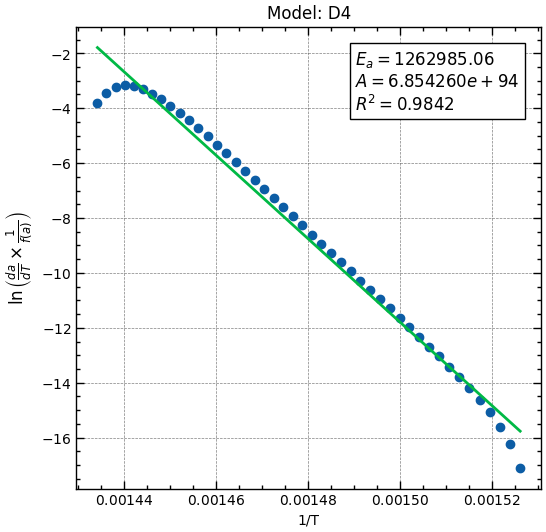 Model: D4
E_a = 1262985.06
A = 6.854260e + 94
R^2 = 0.9842
ln(da/dT × 1/f(a))
−2
−4
−6
−8
−10
−12
−14
−16
0.00144 0.00146 0.00148 0.00150 0.00152
1/T